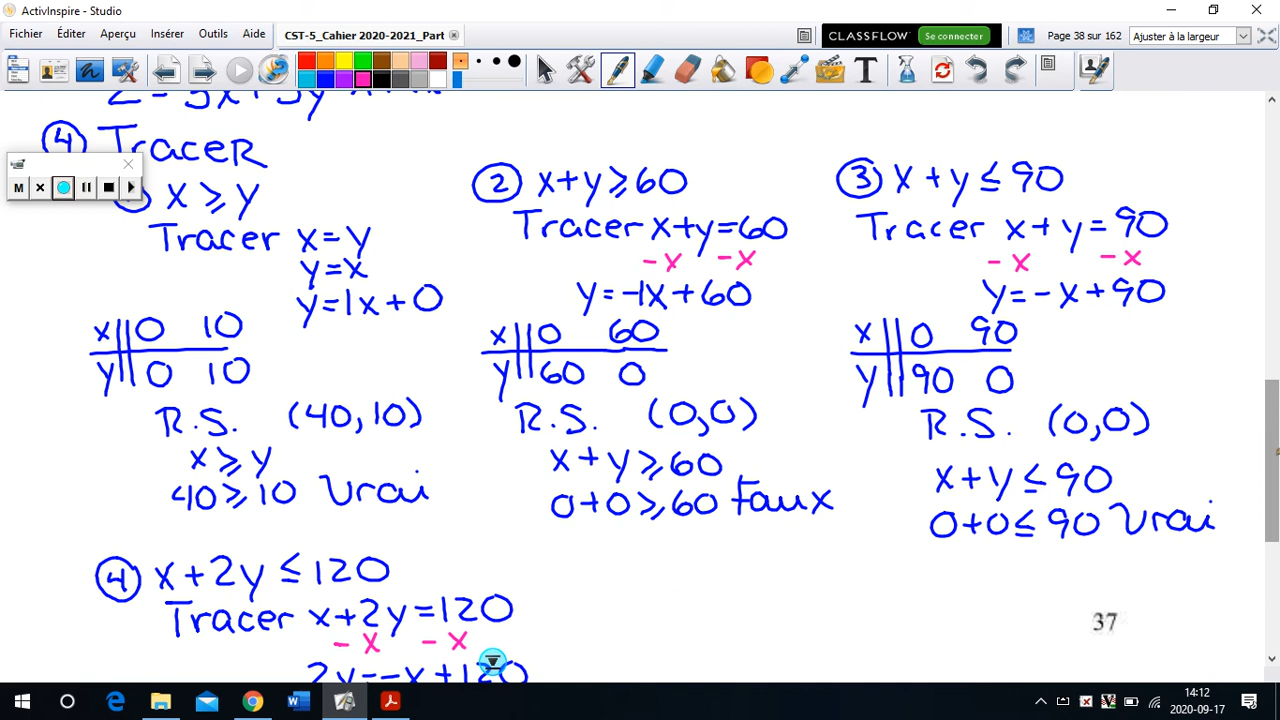 ActivInspire - Studio
Fichier Éditer Aperçu Insérer Outils Aide
CST-5_Cahier 2020-2021_Part
CLASSFLOW Se connecter
Page 38 sur 162 Ajuster à la largeur
M
④ Tracer
x ≥ y
Tracer x = y
y = x
y = 1x + 0
x 0 10
y 0 10
R.S. (40,10)
x ≥ y
40 ≥ 10 Vrai
② x+y ≥ 60
Tracer x+y=60
-x -x
y = -1x + 60
x 0 60
y 60 0
R.S. (0,0)
x + y ≥ 60
0+0 ≥ 60 Faux
③ x + y ≤ 90
Tracer x + y = 90
-x -x
y = -x + 90
x 0 90
y 90 0
R.S. (0,0)
x + y ≤ 90
0+0 ≤ 90 Vrai
④ x + 2y ≤ 120
Tracer x+2y=120
-x -x
2y = -x + 120
37
14:12
2020-09-17